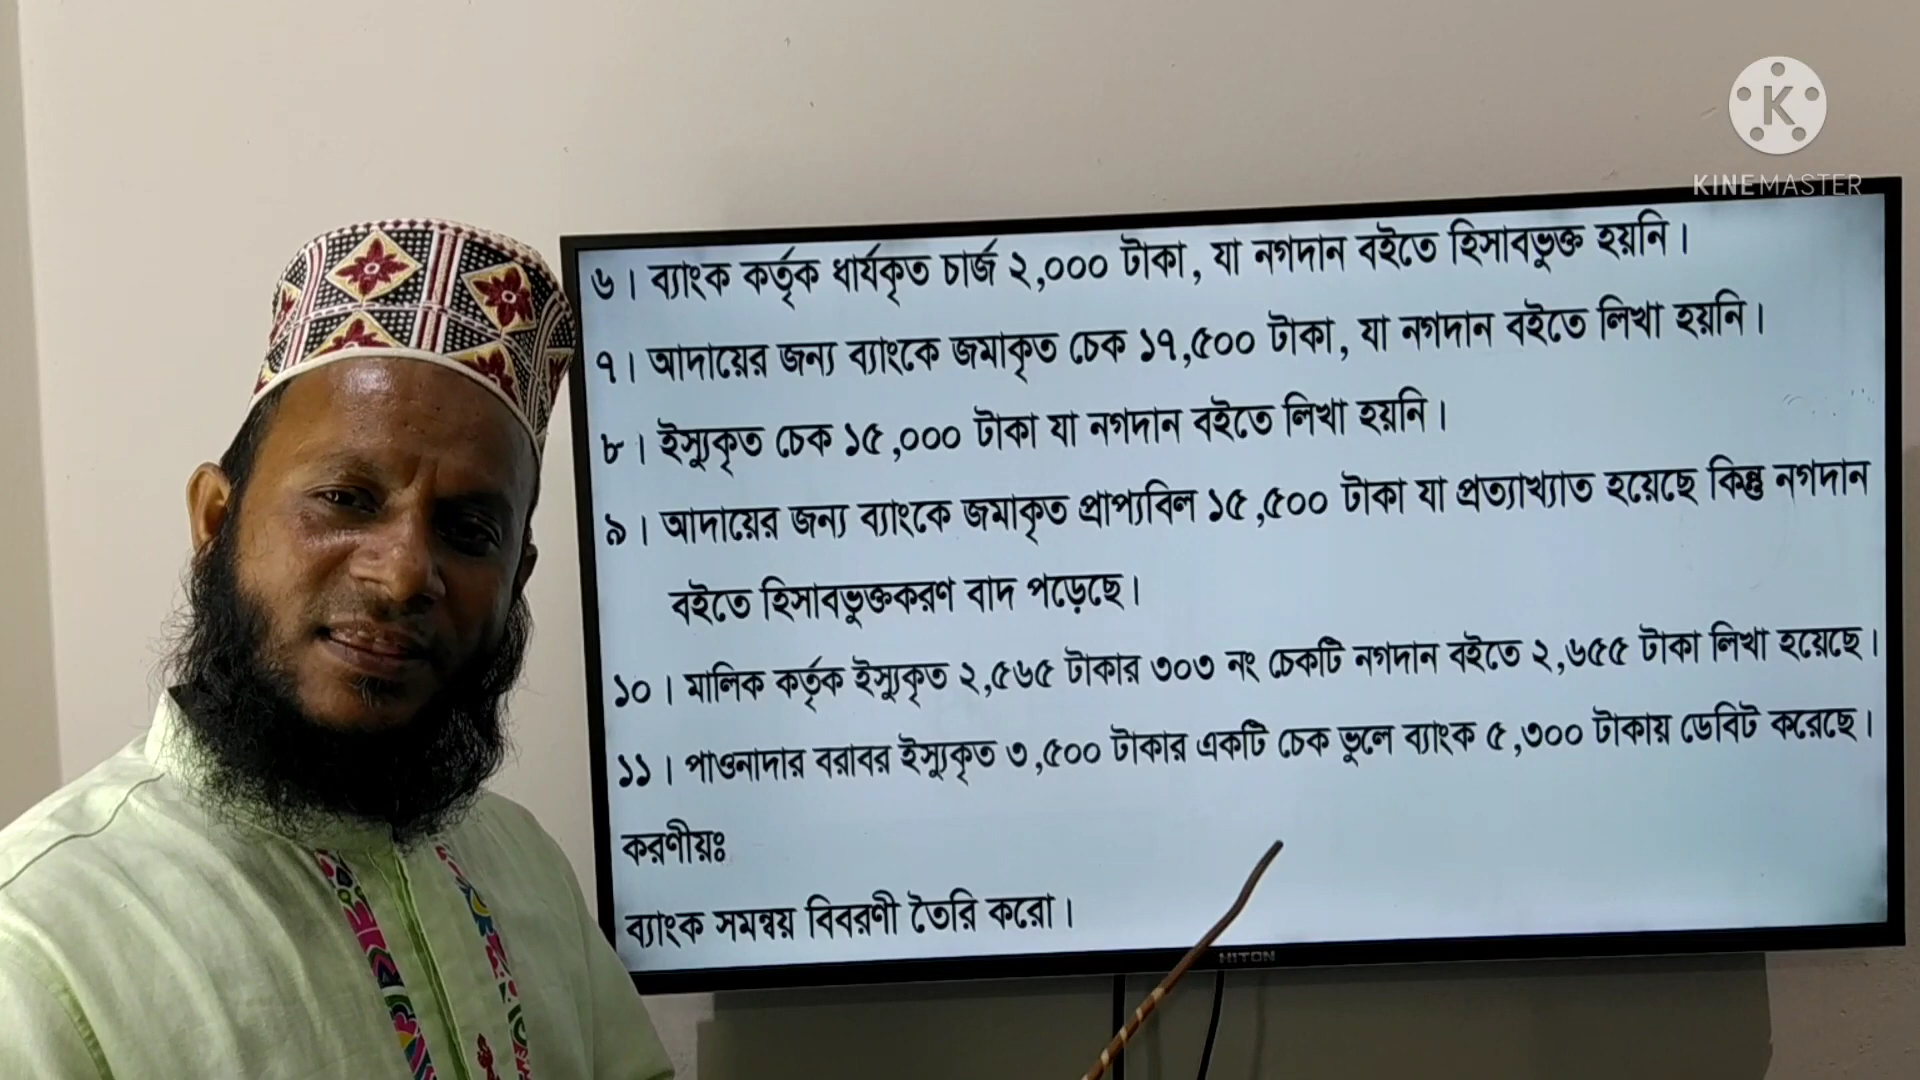 KINEMASTER
৬। ব্যাংক কর্তৃক ধার্যকৃত চার্জ ২,০০০ টাকা, যা নগদান বইতে হিসাবভুক্ত হয়নি।
৭। আদায়ের জন্য ব্যাংকে জমাকৃত চেক ১৭,৫০০ টাকা, যা নগদান বইতে লিখা হয়নি।
৮। ইস্যুকৃত চেক ১৫,০০০ টাকা যা নগদান বইতে লিখা হয়নি।
৯। আদায়ের জন্য ব্যাংকে জমাকৃত প্রাপ্যবিল ১৫,৫০০ টাকা যা প্রত্যাখ্যাত হয়েছে কিন্তু নগদান
বইতে হিসাবভুক্তকরণ বাদ পড়েছে।
১০। মালিক কর্তৃক ইস্যুকৃত ২,৫৬৫ টাকার ৩০৩ নং চেকটি নগদান বইতে ২,৬৫৫ টাকা লিখা হয়েছে।
১১। পাওনাদার বরাবর ইস্যুকৃত ৩,৫০০ টাকার একটি চেক ভুলে ব্যাংক ৫,৩০০ টাকায় ডেবিট করেছে।
করণীয়ঃ
ব্যাংক সমন্বয় বিবরণী তৈরি করো।
HITON